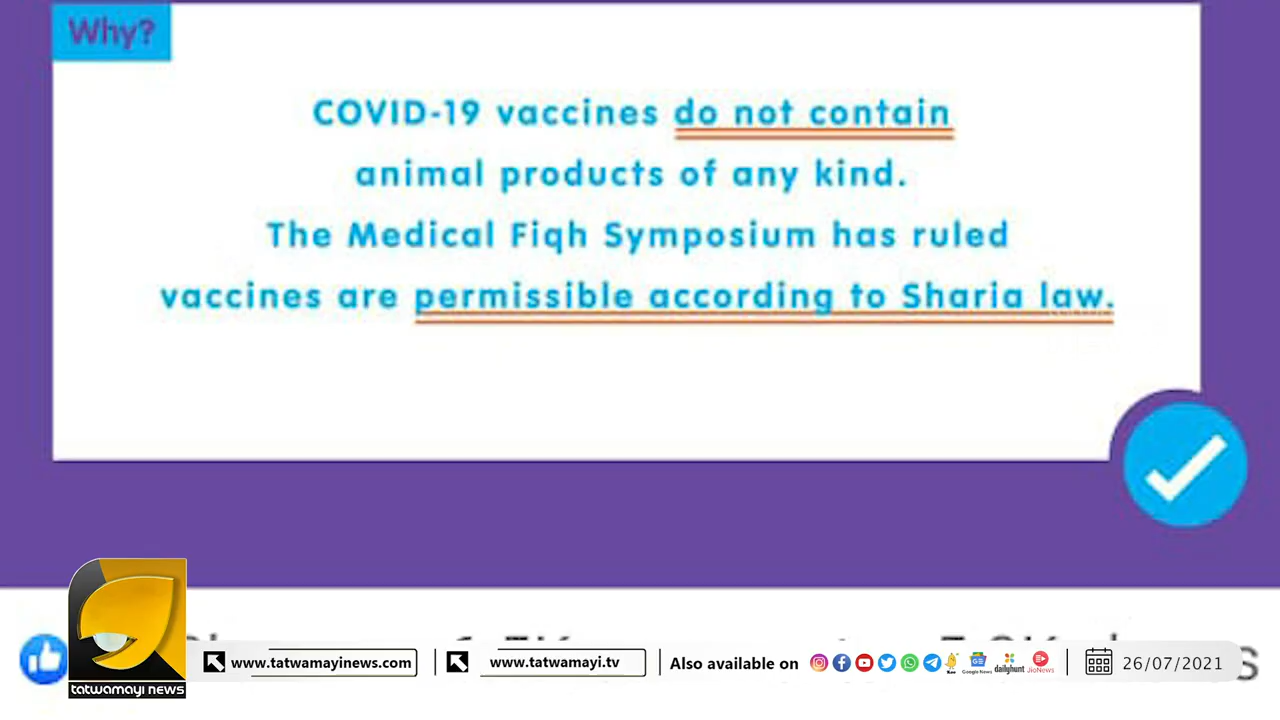 Why?
COVID-19 vaccines do not contain
animal products of any kind.
The Medical Fiqh Symposium has ruled
vaccines are permissible according to Sharia law.
tatwamayi news
www.tatwamayinews.com
www.tatwamayi.tv
Also available on
Google News
dailyhunt
JioNews
26/07/2021